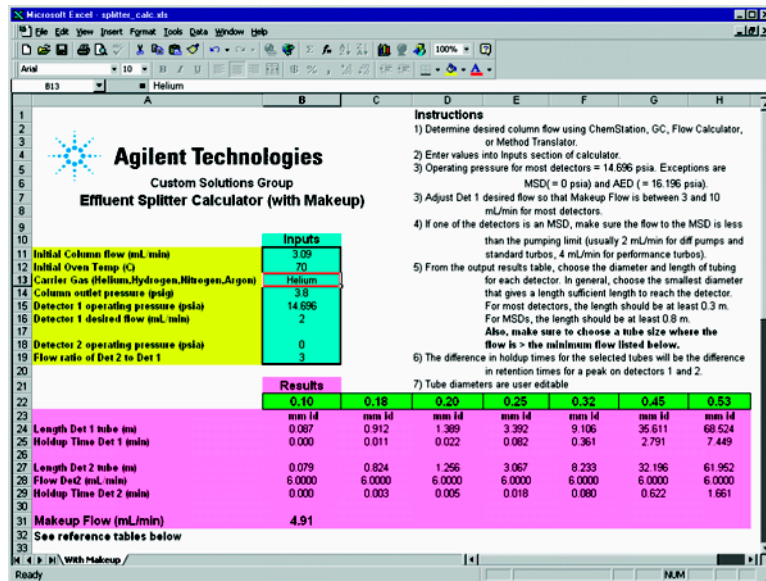 Microsoft Excel - splitter_calc.xls
File Edit View Insert Format Tools Data Window Help
100%
Arial 10 B I U $ % ,
B13 = Helium
A B C D E F G H
1 Instructions
2 1) Determine desired column flow using ChemStation, GC, Flow Calculator,
3 or Method Translator.
4 2) Enter values into Inputs section of calculator.
5 Agilent Technologies 3) Operating pressure for most detectors = 14.696 psia. Exceptions are
6 Custom Solutions Group MSD( = 0 psia) and AED ( = 16.196 psia).
7 Effluent Splitter Calculator (with Makeup) 3) Adjust Det 1 desired flow so that Makeup Flow is between 3 and 10
8 mL/min for most detectors.
9 4) If one of the detectors is an MSD, make sure the flow to the MSD is less
10 Inputs than the pumping limit (usually 2 mL/min for diff pumps and
11 Initial Column flow (mL/min) 3.09 standard turbos, 4 mL/min for performance turbos).
12 Initial Oven Temp (C) 70 5) From the output results table, choose the diameter and length of tubing
13 Carrier Gas (Helium,Hydrogen,Nitrogen,Argon) Helium for each detector. In general, choose the smallest diameter
14 Column outlet pressure (psig) 3.8 that gives a length sufficient length to reach the detector.
15 Detector 1 operating pressure (psia) 14.696 For most detectors, the length should be at least 0.3 m.
16 Detector 1 desired flow (mL/min) 2 For MSDs, the length should be at least 0.8 m.
17 Also, make sure to choose a tube size where the
18 Detector 2 operating pressure (psia) 0 flow is > the minimum flow listed below.
19 Flow ratio of Det 2 to Det 1 3 6) The difference in holdup times for the selected tubes will be the difference
20 in retention times for a peak on detectors 1 and 2.
21 Results 7) Tube diameters are user editable
22 0.10 0.18 0.20 0.25 0.32 0.45 0.53
23 mm id mm id mm id mm id mm id mm id mm id
24 Length Det 1 tube (m) 0.087 0.912 1.389 3.392 9.106 35.611 68.524
25 Holdup Time Det 1 (min) 0.000 0.011 0.022 0.082 0.361 2.791 7.449
26
27 Length Det 2 tube (m) 0.079 0.824 1.256 3.067 8.233 32.196 61.952
28 Flow Det2 (mL/min) 6.0000 6.0000 6.0000 6.0000 6.0000 6.0000 6.0000
29 Holdup Time Det 2 (min) 0.000 0.003 0.005 0.018 0.080 0.622 1.661
30
31 Makeup Flow (mL/min) 4.91
32 See reference tables below
33
With Makeup
Ready NUM